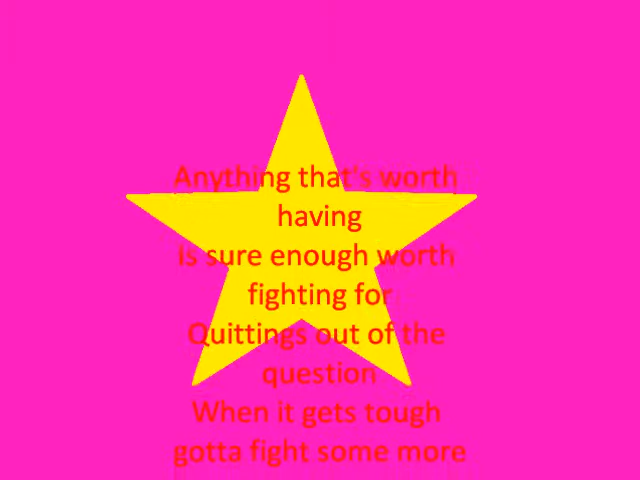 Anything that's worth
having
Is sure enough worth
fighting for
Quittings out of the
question
When it gets tough
gotta fight some more